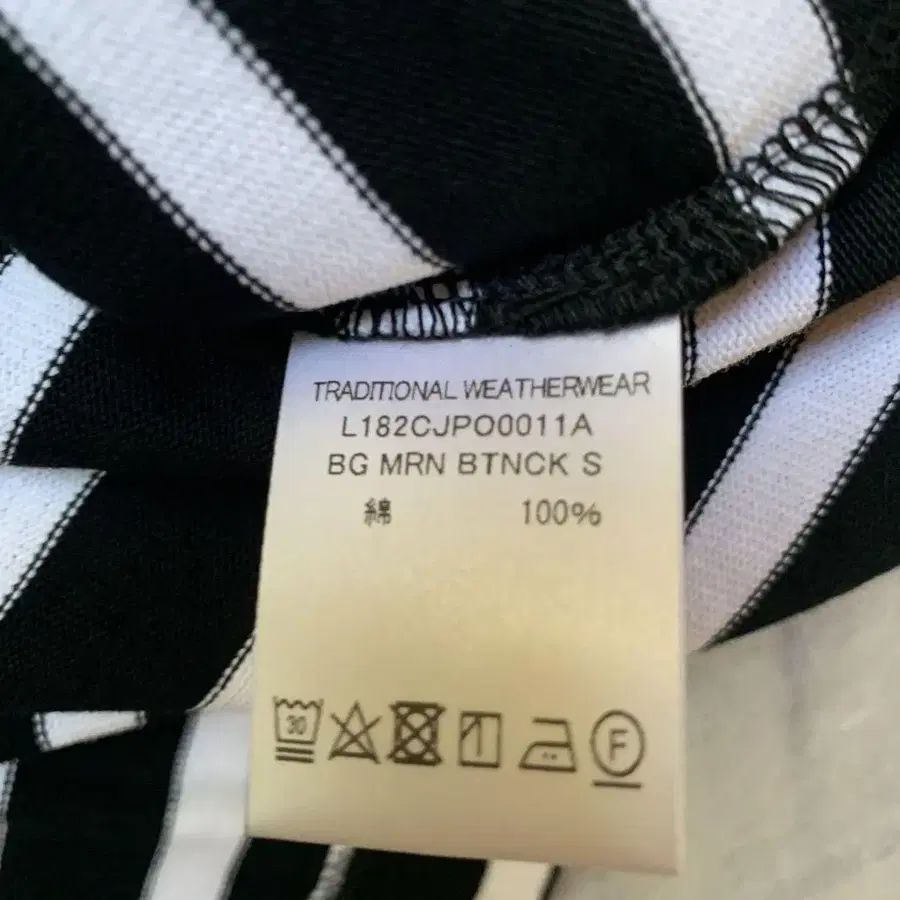 TRADITIONAL WEATHERWEAR
L182CJPO0011A
BG MRN BTNCK S
綿 100%
30
F